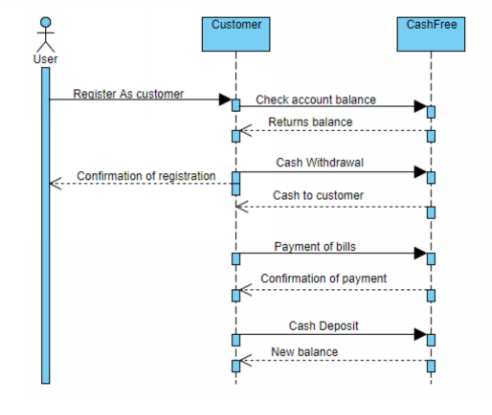 Customer
CashFree
User
Register As customer
Check account balance
Returns balance
Cash Withdrawal
Confirmation of registration
Cash to customer
Payment of bills
Confirmation of payment
Cash Deposit
New balance